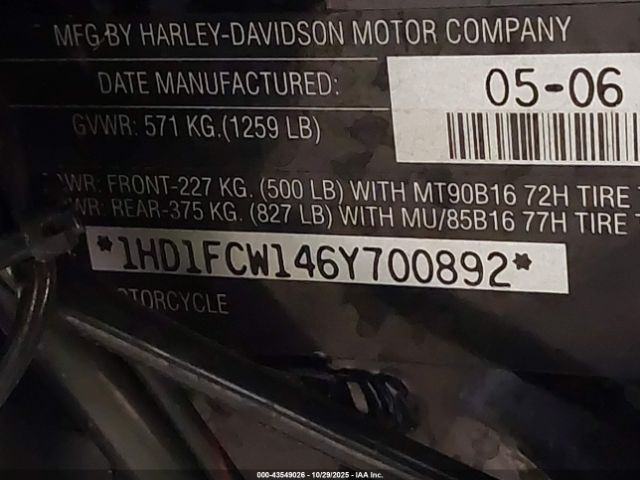 MFG BY HARLEY-DAVIDSON MOTOR COMPANY
DATE MANUFACTURED: 05-06
GVWR: 571 KG.(1259 LB)
WR: FRONT-227 KG. (500 LB) WITH MT90B16 72H TIRE
WR: REAR-375 KG. (827 LB) WITH MU/85B16 77H TIRE
*1HD1FCW146Y700892*
OTORCYCLE
000-43549026 - 10/29/2025 - IAA Inc.